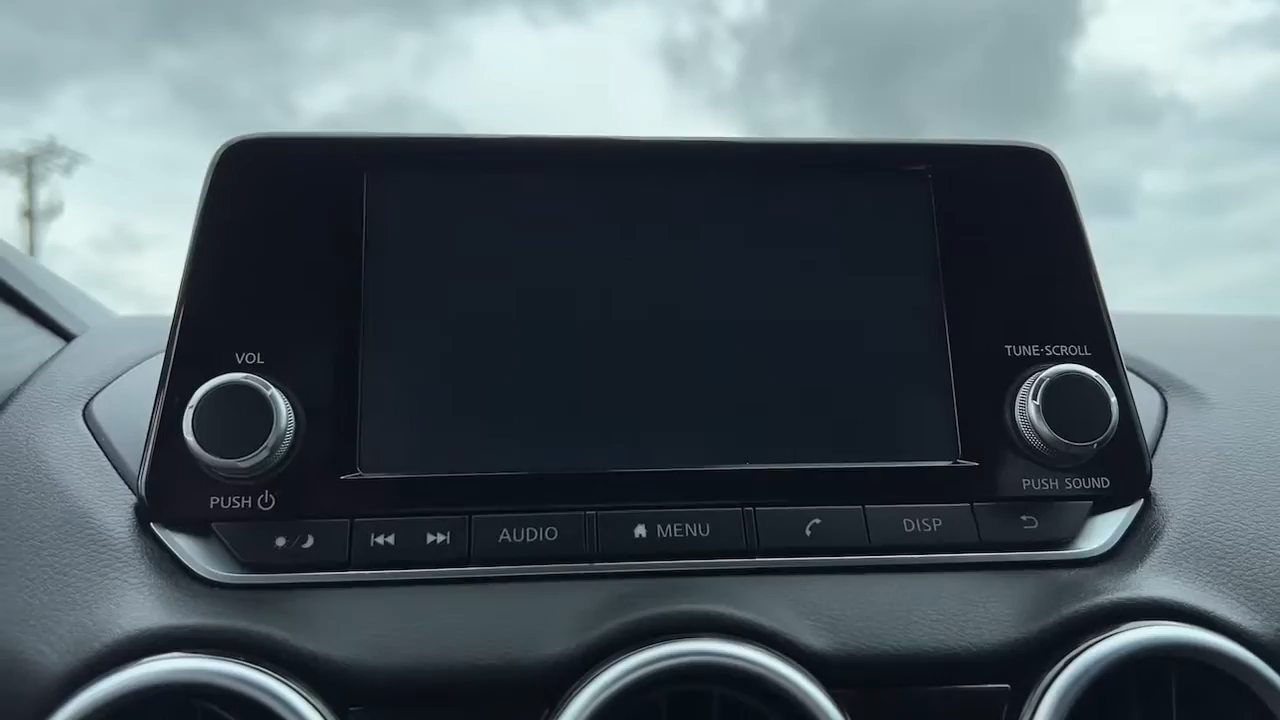 VOL
TUNE·SCROLL
PUSH
PUSH SOUND
AUDIO
MENU
DISP